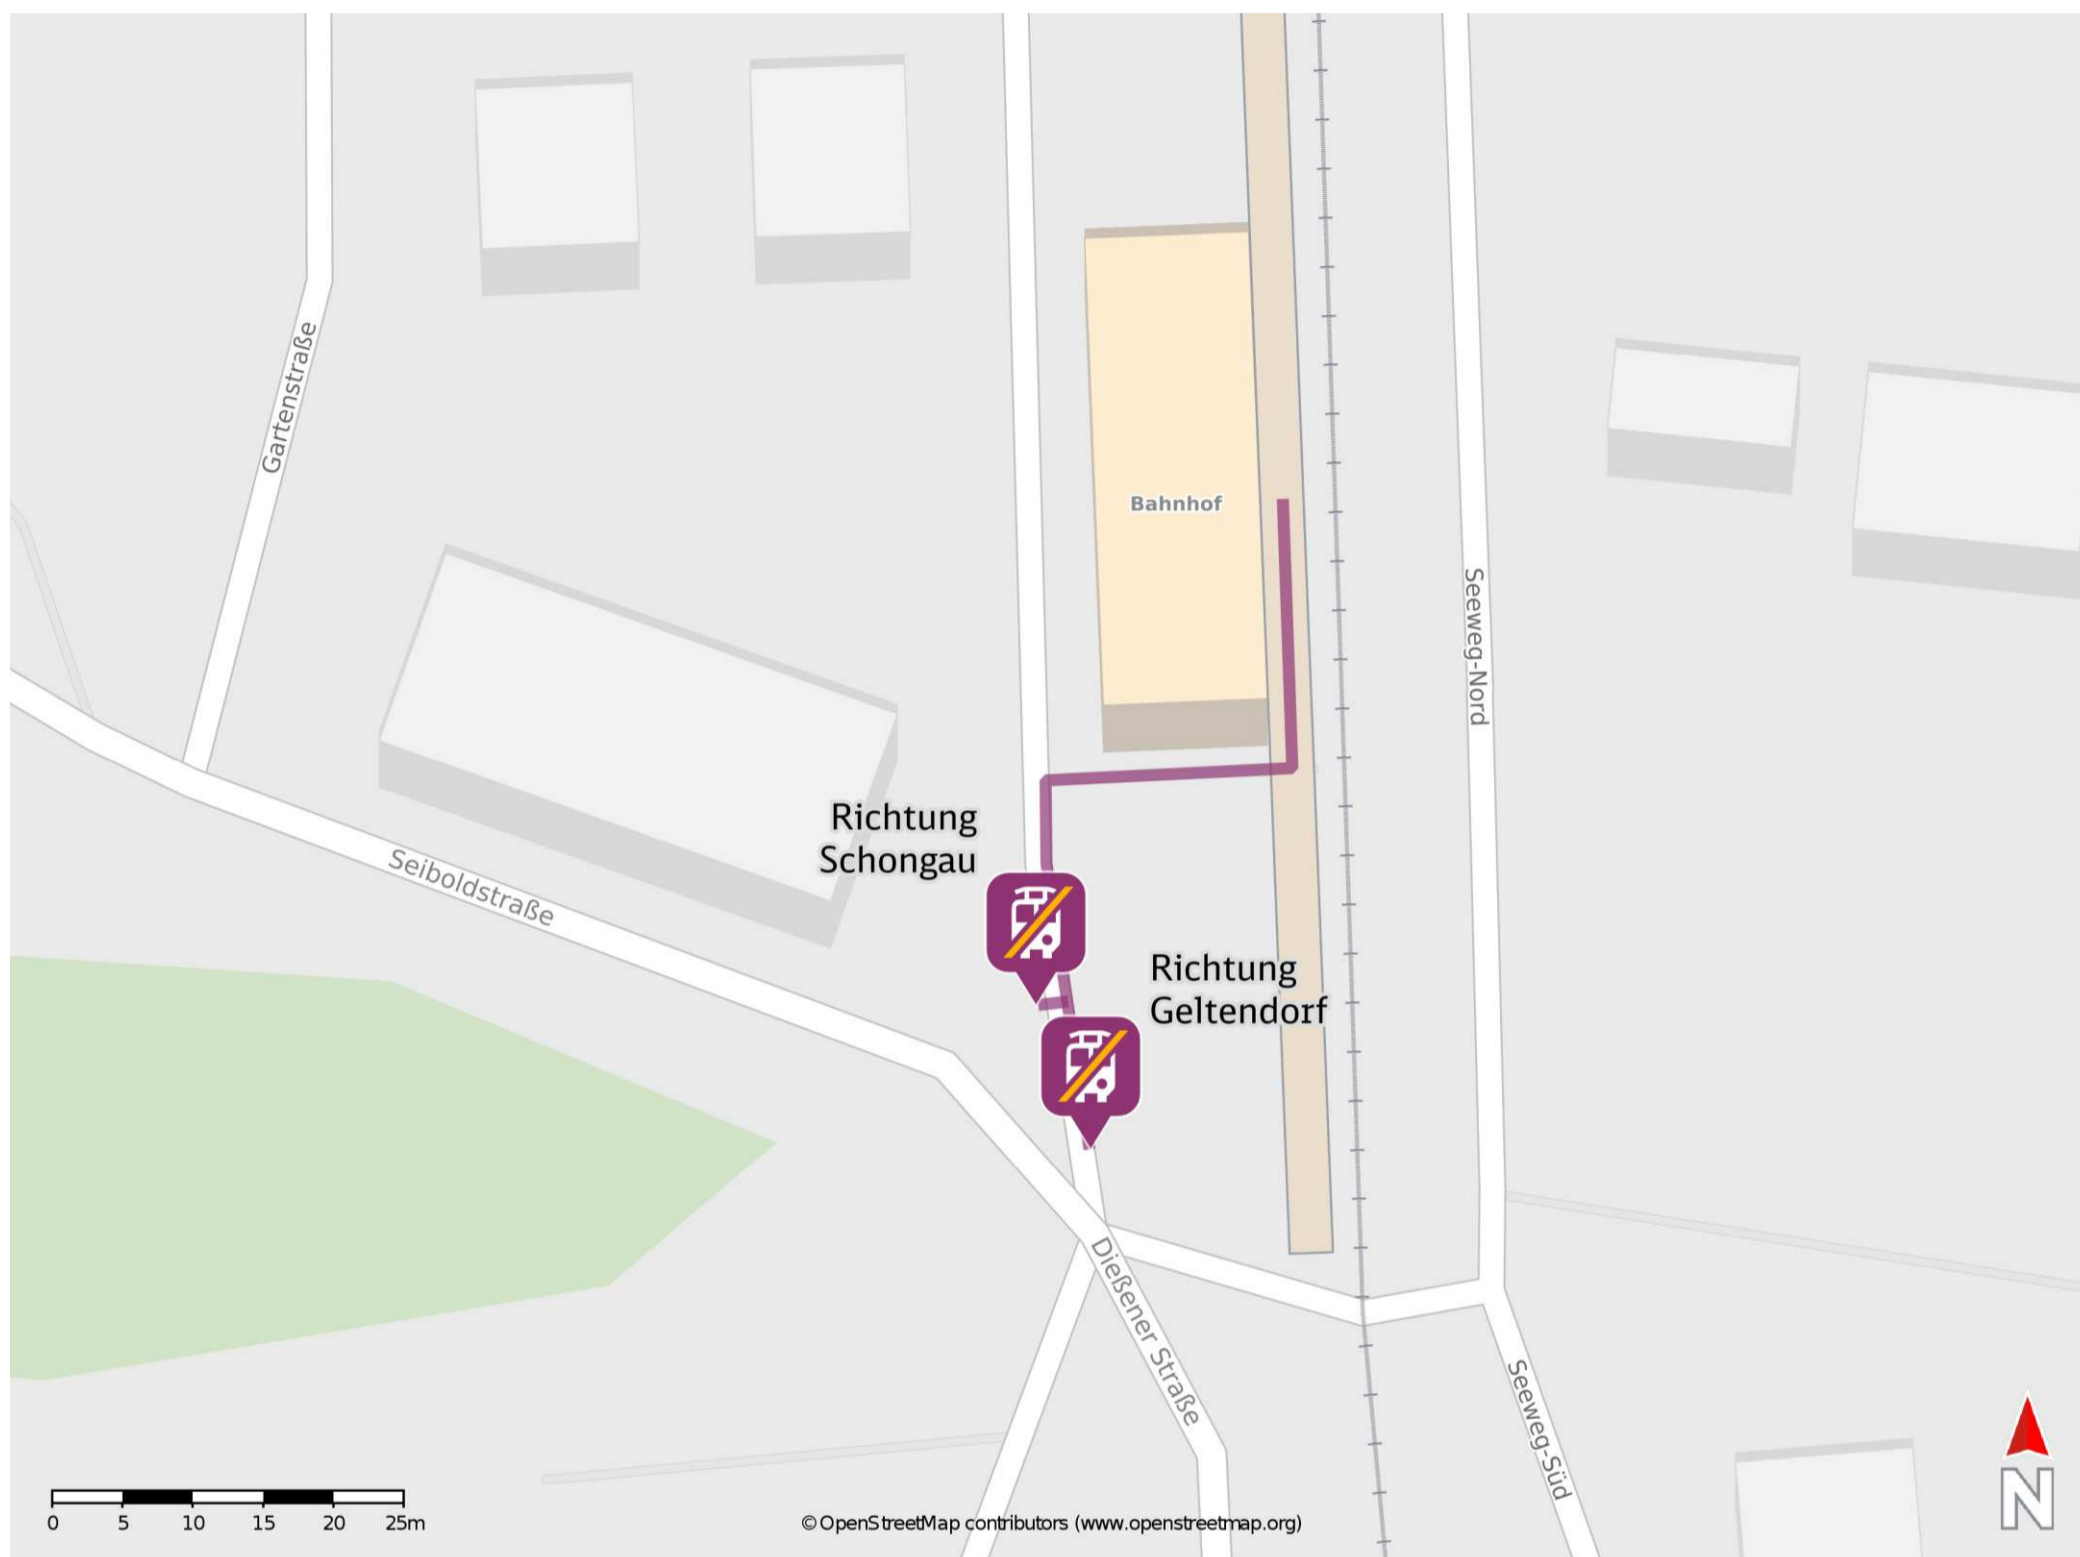 Gartenstraße
Bahnhof
Seeweg-Nord
Richtung
Schongau
Seiboldstraße
Richtung
Geltendorf
Dießener Straße
Seeweg-Süd
N
0 5 10 15 20 25m
© OpenStreetMap contributors (www.openstreetmap.org)